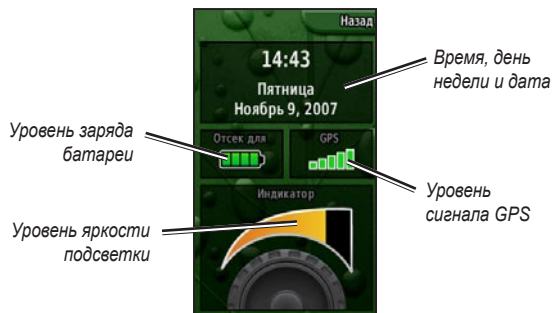 Назад
14:43
Пятница
Ноябрь 9, 2007
Время, день
недели и дата
Отсек для
GPS
Уровень заряда
батареи
Уровень
сигнала GPS
Индикатор
Уровень яркости
подсветки